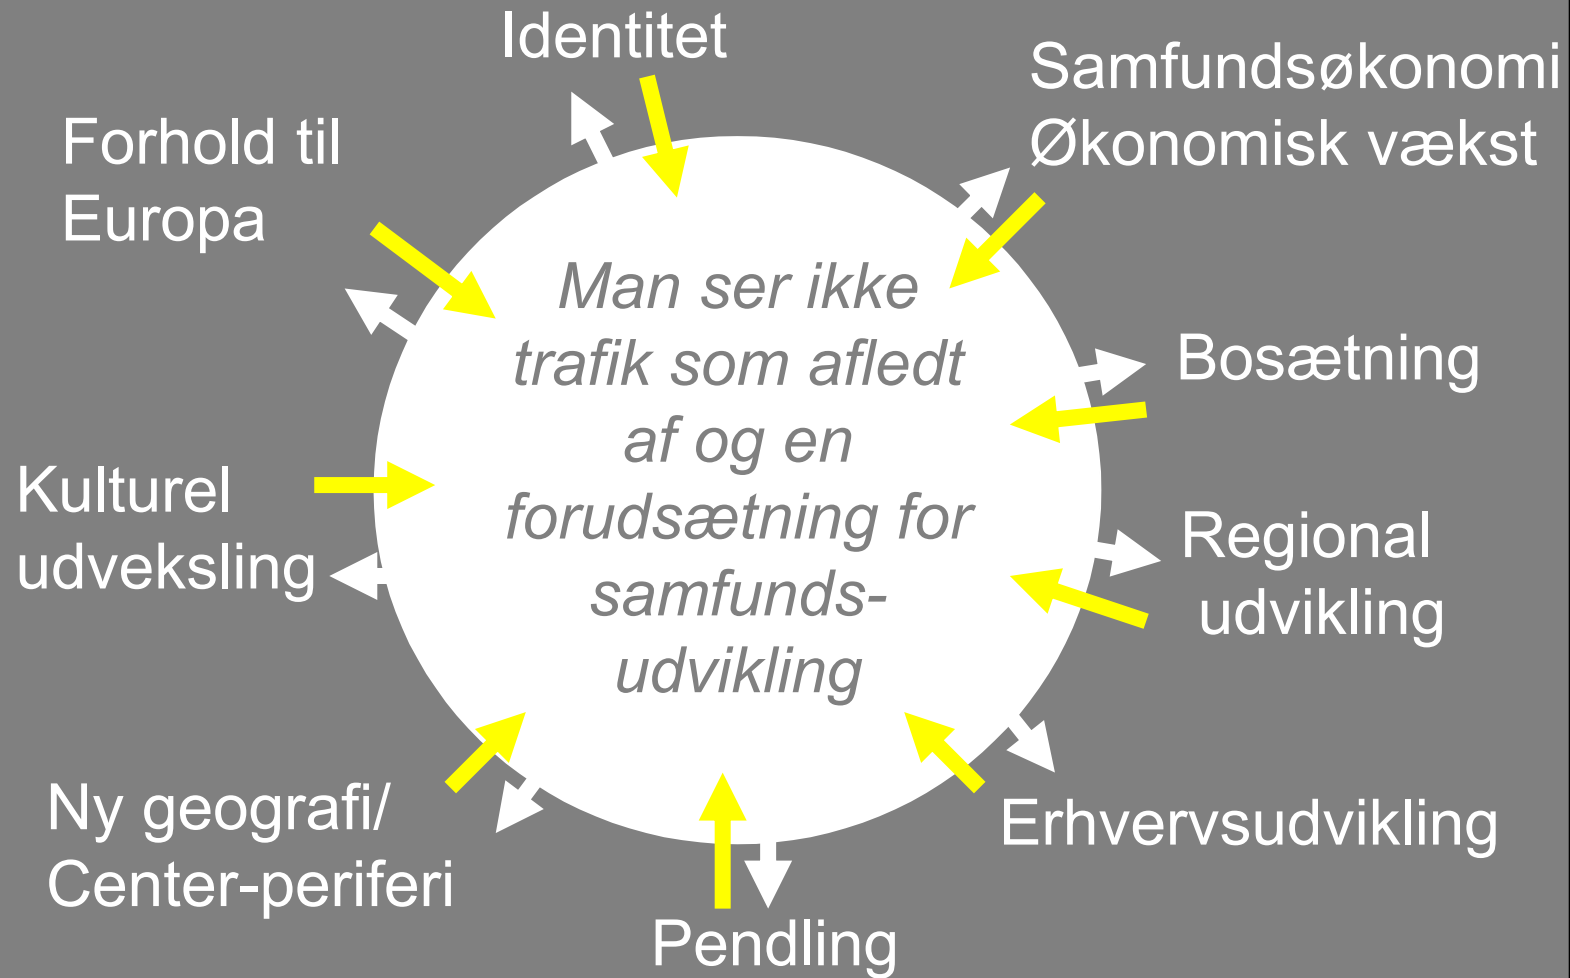 Identitet
Samfundsøkonomi
Økonomisk vækst
Forhold til
Europa
Man ser ikke
trafik som afledt
af og en
forudsætning for
samfunds-
udvikling
Bosætning
Kulturel
udveksling
Regional
udvikling
Ny geografi/
Center-periferi
Erhvervsudvikling
Pendling